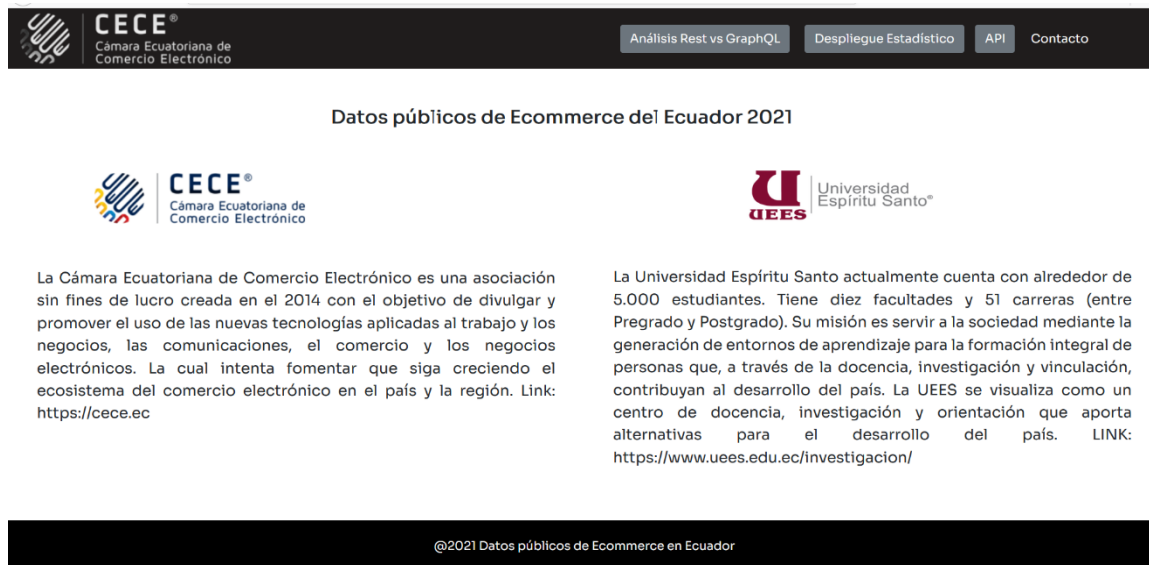 CECE®
Cámara Ecuatoriana de
Comercio Electrónico
Análisis Rest vs GraphQL
Despliegue Estadístico
API
Contacto
Datos públicos de Ecommerce del Ecuador 2021
CECE®
Cámara Ecuatoriana de
Comercio Electrónico
La Cámara Ecuatoriana de Comercio Electrónico es una asociación
sin fines de lucro creada en el 2014 con el objetivo de divulgar y
promover el uso de las nuevas tecnologías aplicadas al trabajo y los
negocios, las comunicaciones, el comercio y los negocios
electrónicos. La cual intenta fomentar que siga creciendo el
ecosistema del comercio electrónico en el país y la región. Link:
https://cece.ec
UEES
Universidad
Espíritu Santo®
La Universidad Espíritu Santo actualmente cuenta con alrededor de
5.000 estudiantes. Tiene diez facultades y 51 carreras (entre
Pregrado y Postgrado). Su misión es servir a la sociedad mediante la
generación de entornos de aprendizaje para la formación integral de
personas que, a través de la docencia, investigación y vinculación,
contribuyan al desarrollo del país. La UEES se visualiza como un
centro de docencia, investigación y orientación que aporta
alternativas para el desarrollo del país. LINK:
https://www.uees.edu.ec/investigacion/
@2021 Datos públicos de Ecommerce en Ecuador